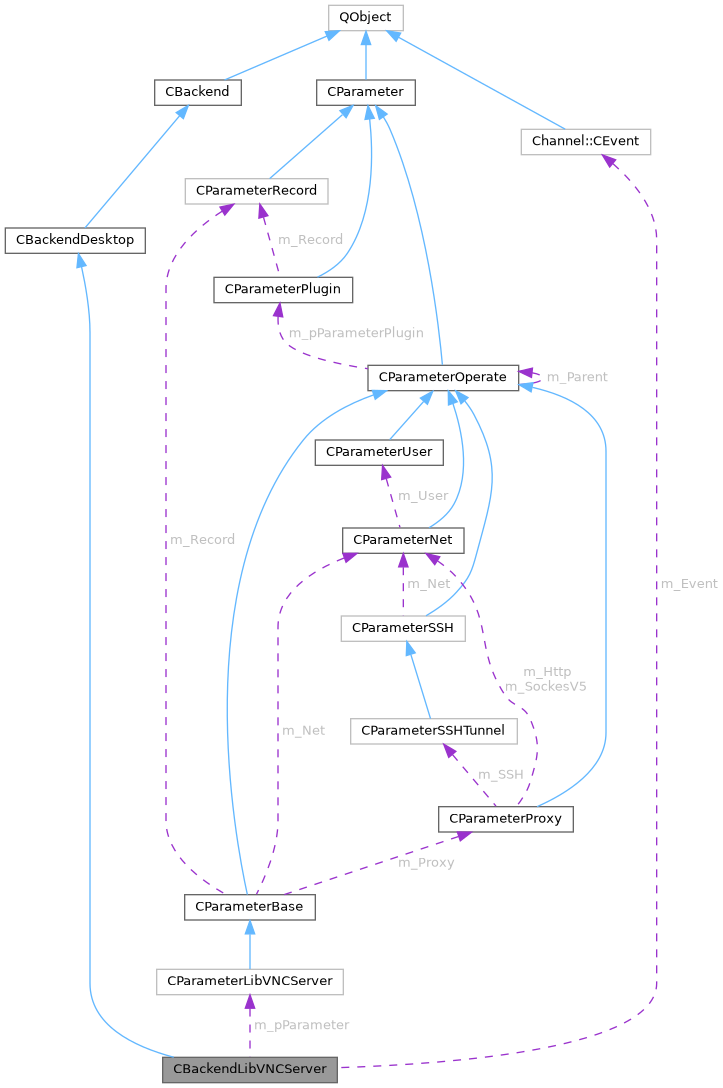 QObject
CBackend
CParameter
Channel::CEvent
CParameterRecord
CBackendDesktop
m_Record
CParameterPlugin
m_pParameterPlugin
CParameterOperate
m_Parent
CParameterUser
m_User
CParameterNet
m_Record
m_Net
m_Event
CParameterSSH
m_Http
m_SockesV5
m_Net
CParameterSSHTunnel
m_SSH
CParameterProxy
m_Proxy
CParameterBase
CParameterLibVNCServer
m_pParameter
CBackendLibVNCServer